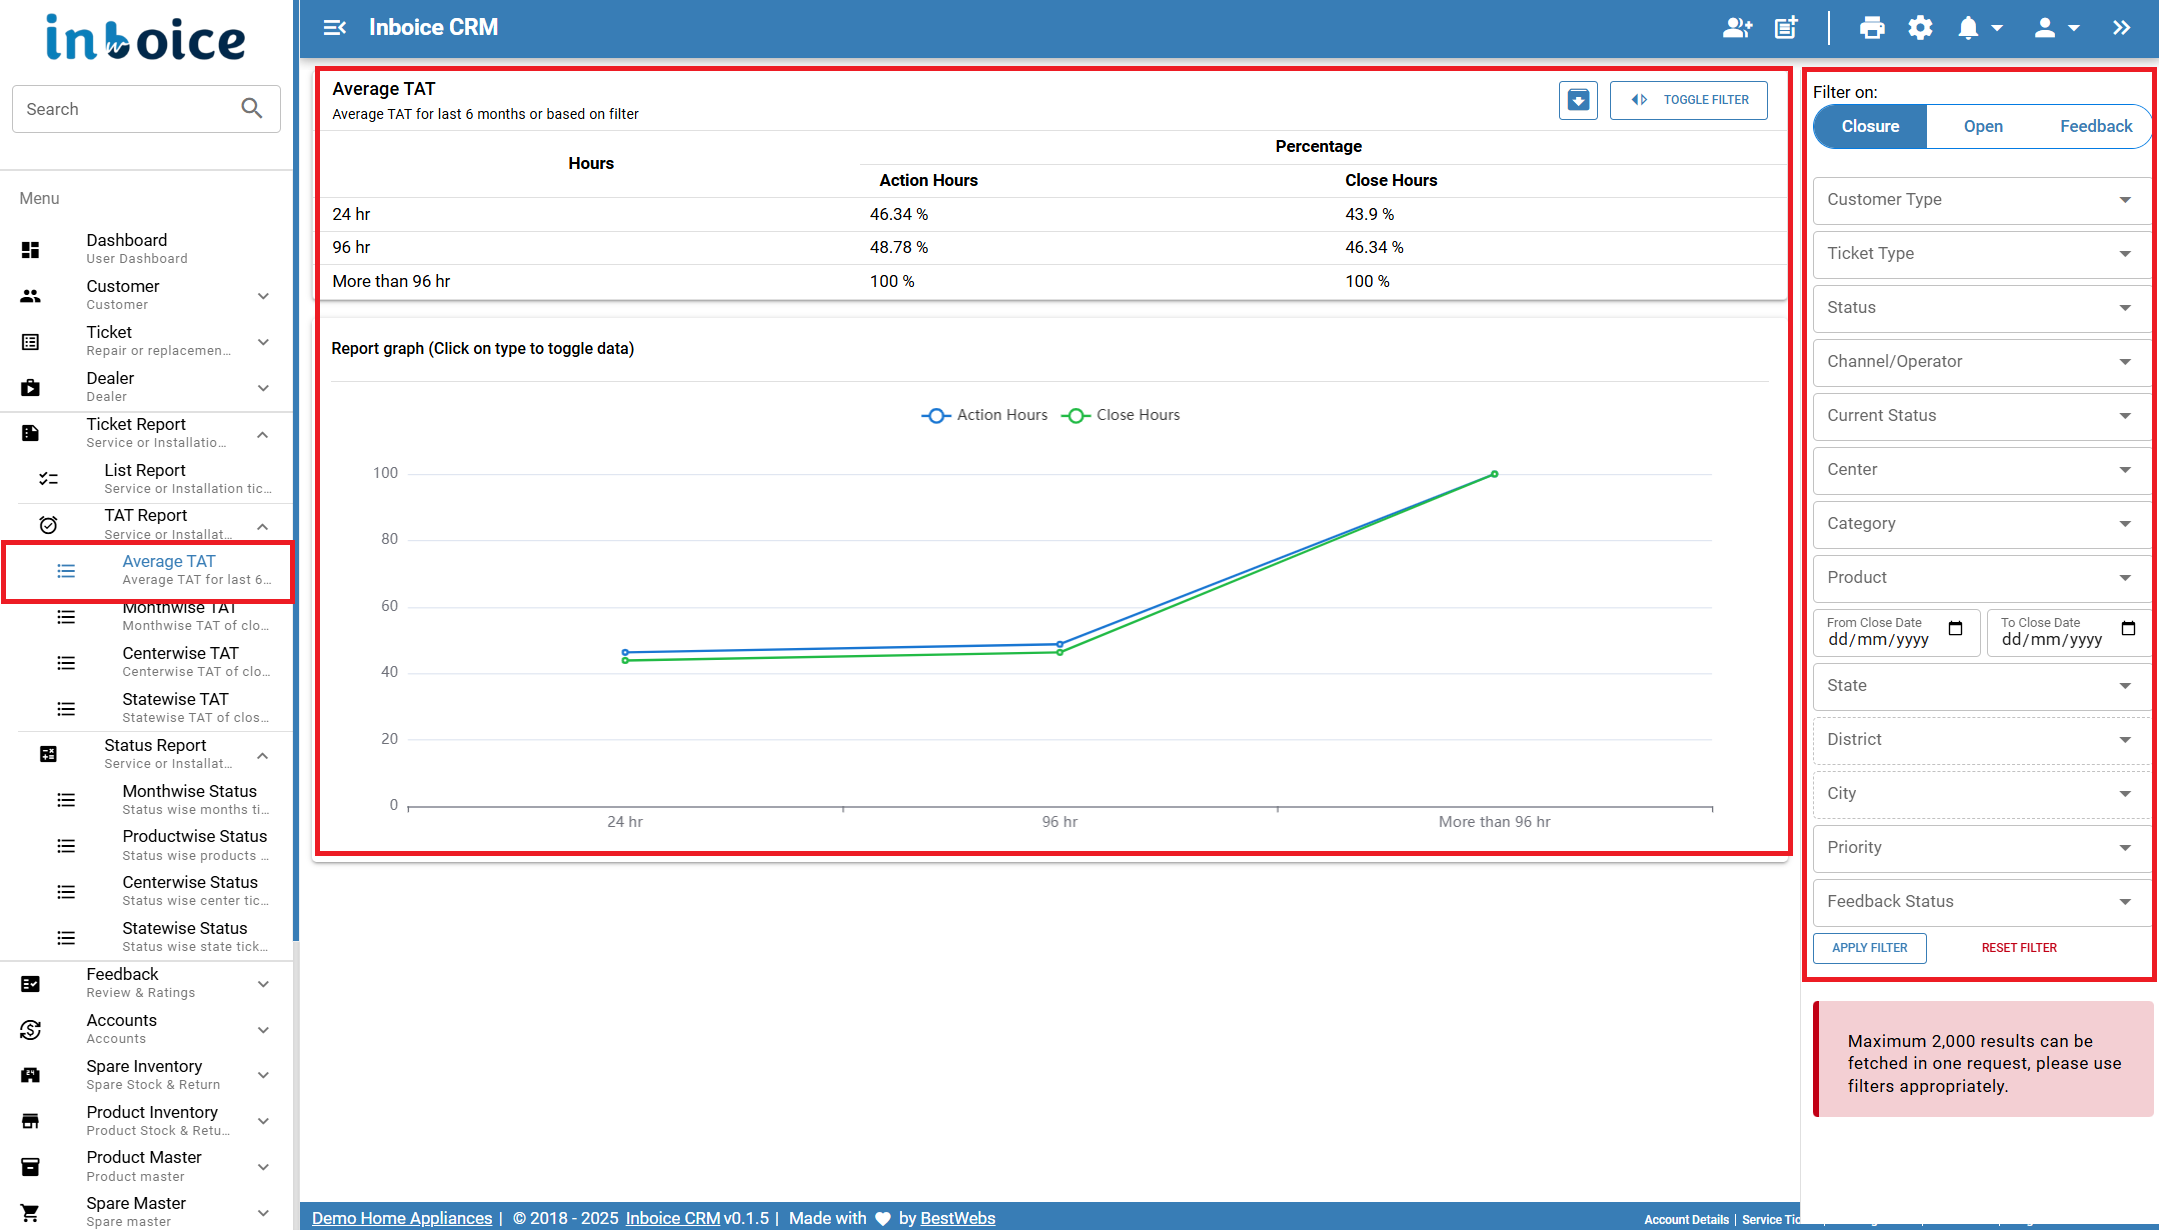 inboice
Inboice CRM
Search
Menu
Dashboard
User Dashboard
Customer
Customer
Ticket
Repair or replacemen...
Dealer
Dealer
Ticket Report
Service or Installatio...
List Report
Service or Installation tic...
TAT Report
Service or Installat...
Average TAT
Average TAT for last 6...
Monthwise TAT
Monthwise TAT of clo...
Centerwise TAT
Centerwise TAT of clo...
Statewise TAT
Statewise TAT of clos...
Status Report
Service or Installat...
Monthwise Status
Status wise months ti...
Productwise Status
Status wise products ...
Centerwise Status
Status wise center tic...
Statewise Status
Status wise state tick...
Feedback
Review & Ratings
Accounts
Accounts
Spare Inventory
Spare Stock & Return
Product Inventory
Product Stock & Retu...
Product Master
Product master
Spare Master
Spare master
Average TAT
Average TAT for last 6 months or based on filter
TOGGLE FILTER
Hours Percentage
Action Hours Close Hours
24 hr 46.34 % 43.9 %
96 hr 48.78 % 46.34 %
More than 96 hr 100 % 100 %
Report graph (Click on type to toggle data)
Action Hours Close Hours
100
80
60
40
20
0
24 hr 96 hr More than 96 hr
Filter on:
Closure Open Feedback
Customer Type
Ticket Type
Status
Channel/Operator
Current Status
Center
Category
Product
From Close Date To Close Date
dd/mm/yyyy dd/mm/yyyy
State
District
City
Priority
Feedback Status
APPLY FILTER RESET FILTER
Maximum 2,000 results can be
fetched in one request, please use
filters appropriately.
Demo Home Appliances | © 2018 - 2025 Inboice CRM v0.1.5 | Made with ♥ by BestWebs
Account Details | Service Tic